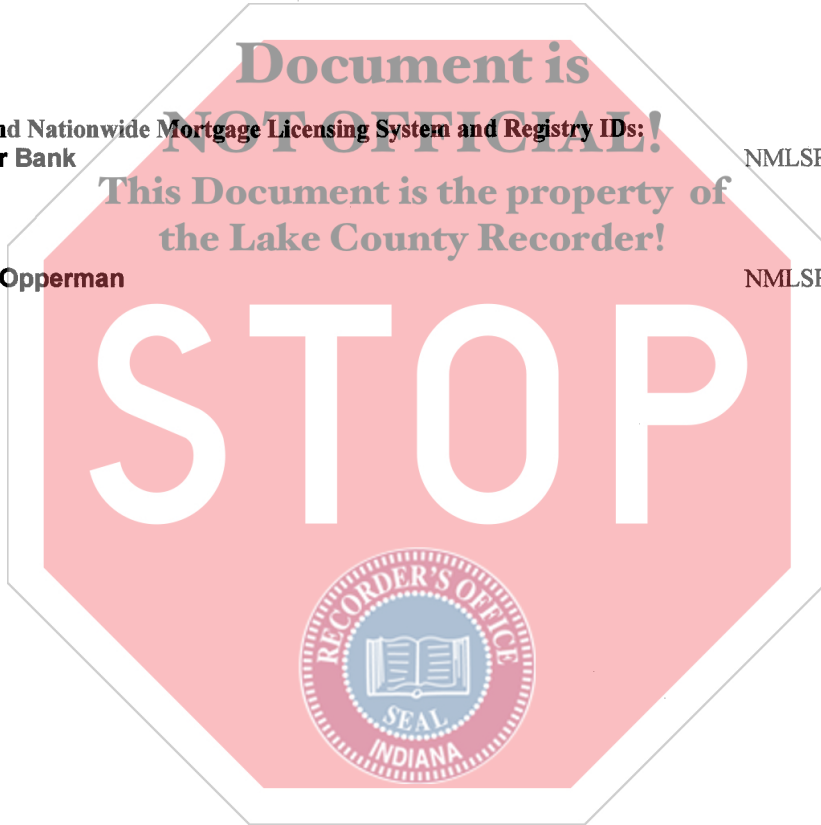 Document is
NOT OFFICIAL!
nd Nationwide Mortgage Licensing System and Registry IDs:
r Bank NMLSR
This Document is the property of
the Lake County Recorder!
Opperman NMLSR
STOP
RECORDER'S OFFICE
SEAL
INDIANA